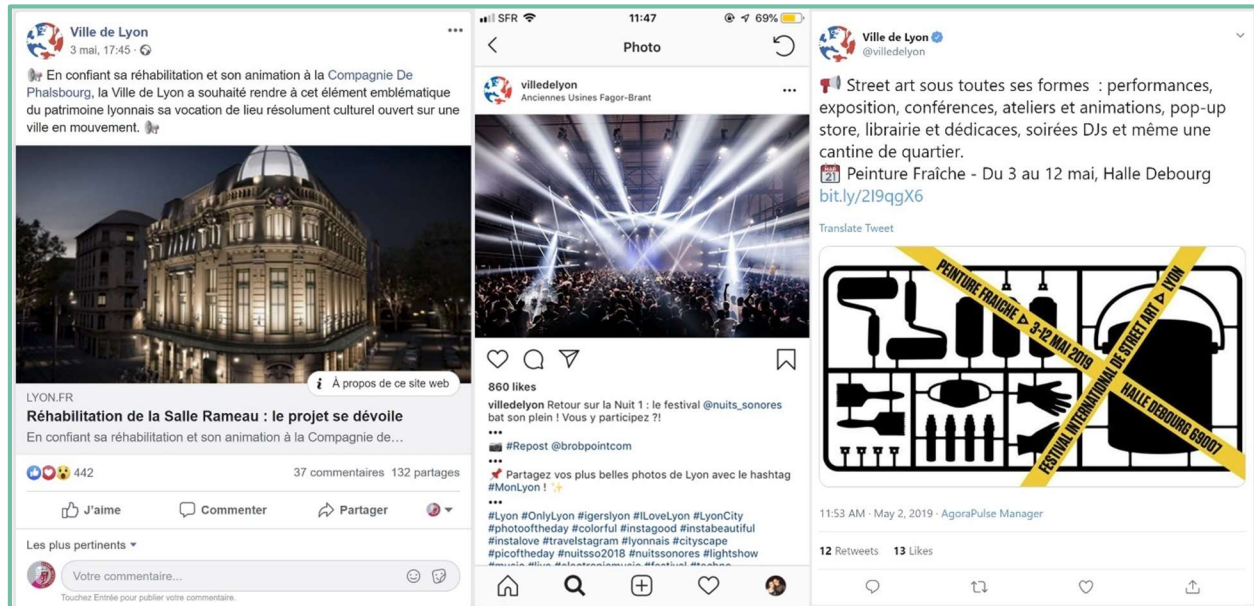 Ville de Lyon
3 mai, 17:45
En confiant sa réhabilitation et son animation à la Compagnie De
Phalsbourg, la Ville de Lyon a souhaité rendre à cet élément emblématique
du patrimoine lyonnais sa vocation de lieu résolument culturel ouvert sur une
ville en mouvement.
À propos de ce site web
LYON.FR
Réhabilitation de la Salle Rameau : le projet se dévoile
En confiant sa réhabilitation et son animation à la Compagnie de…
442
37 commentaires 132 partages
J'aime Commenter Partager
Les plus pertinents
Votre commentaire...
Touchez Entrée pour publier votre commentaire.
SFR 11:47 69%
Photo
villedelyon
Anciennes Usines Fagor-Brant
860 likes
villedelyon Retour sur la Nuit 1 : le festival @nuits_sonores
bat son plein ! Vous y participez ?!
•••
#Repost @brobpointcom
•••
Partagez vos plus belles photos de Lyon avec le hashtag
#MonLyon !
•••
#Lyon #OnlyLyon #igerslyon #ILoveLyon #LyonCity
#photooftheday #colorful #instagood #instabeautiful
#instalove #travelstagram #lyonnais #cityscape
#picoftheday #nuitsso2018 #nuitssonores #lightshow
#music #live #electronicmusic #festival #techno
Ville de Lyon
@villedelyon
Street art sous toutes ses formes : performances,
exposition, conférences, ateliers et animations, pop-up
store, librairie et dédicaces, soirées DJs et même une
cantine de quartier.
Peinture Fraîche - Du 3 au 12 mai, Halle Debourg
bit.ly/2I9qgX6
Translate Tweet
PEINTURE FRAICHE 3-12 MAI 2019
HALLE DEBOURG 69007
FESTIVAL INTERNATIONAL DE STREET ART LYON
11:53 AM · May 2, 2019 · AgoraPulse Manager
12 Retweets 13 Likes